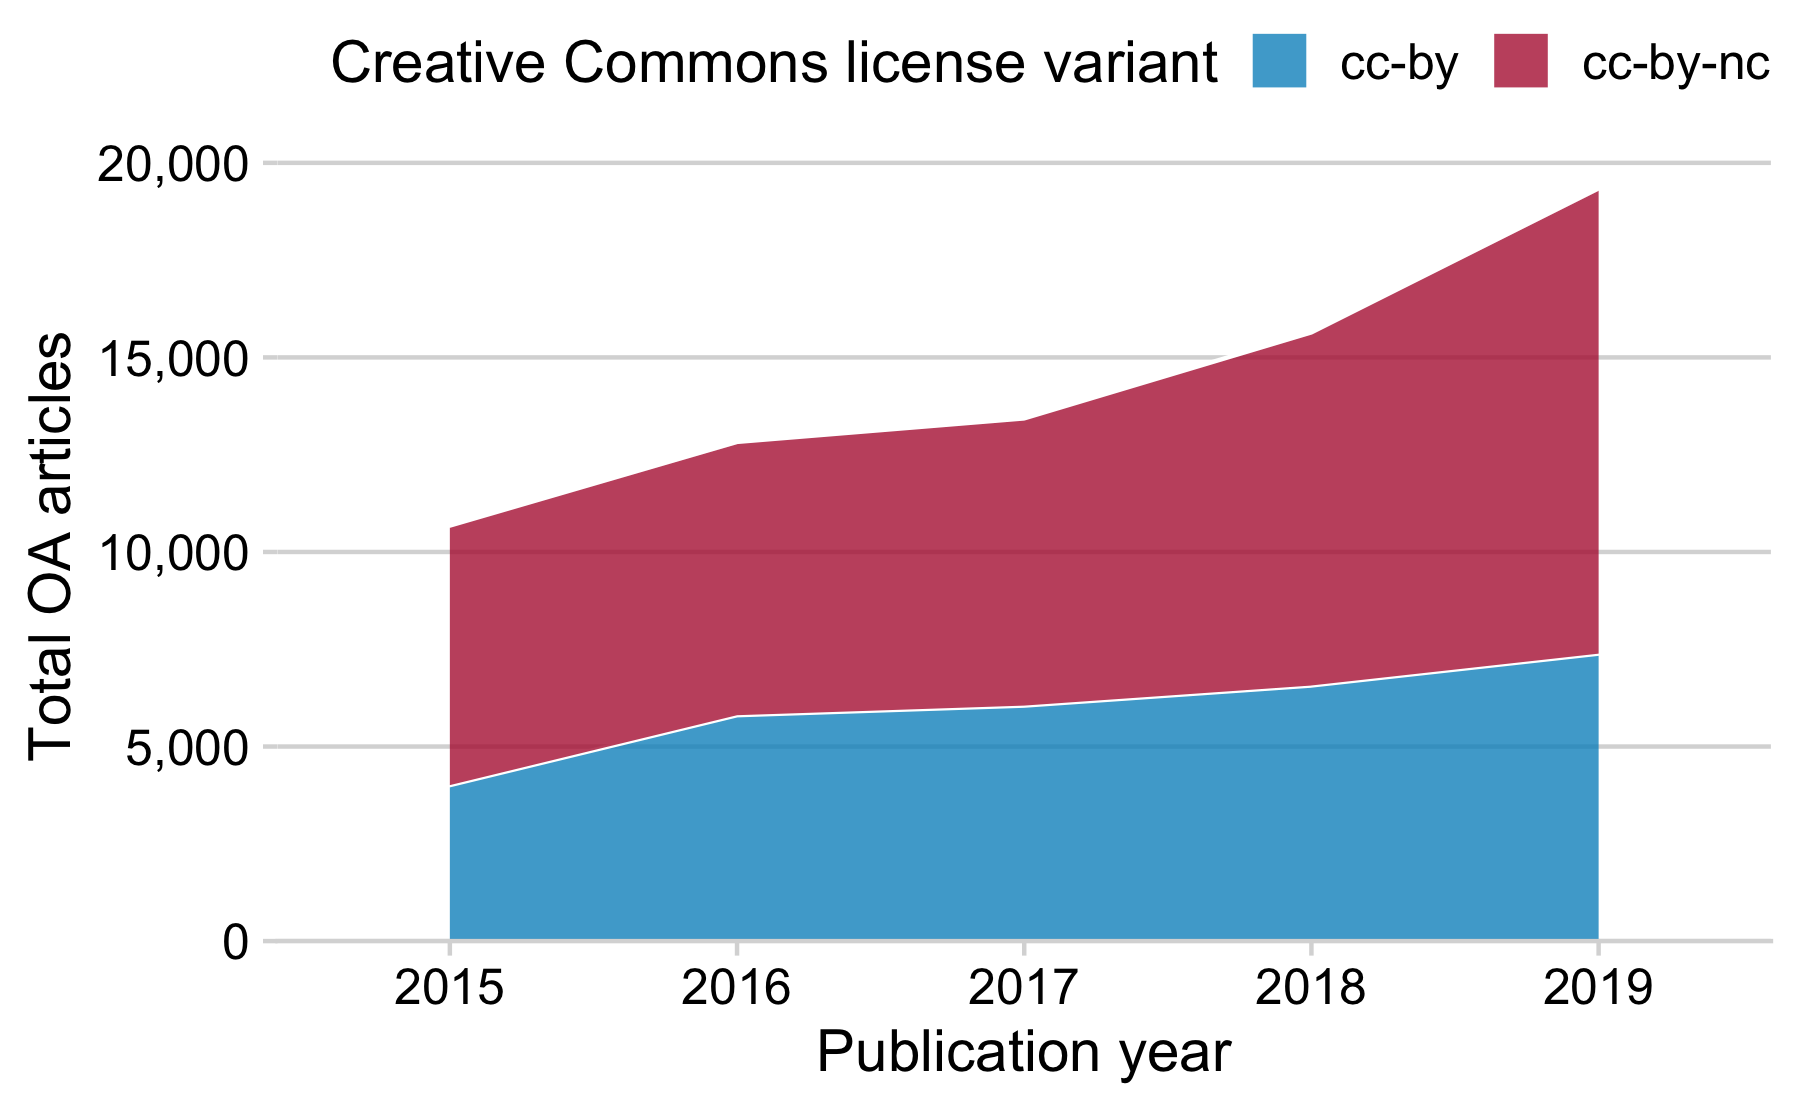 Creative Commons license variant cc-by cc-by-nc
Total OA articles
20,000
15,000
10,000
5,000
0
2015 2016 2017 2018 2019
Publication year